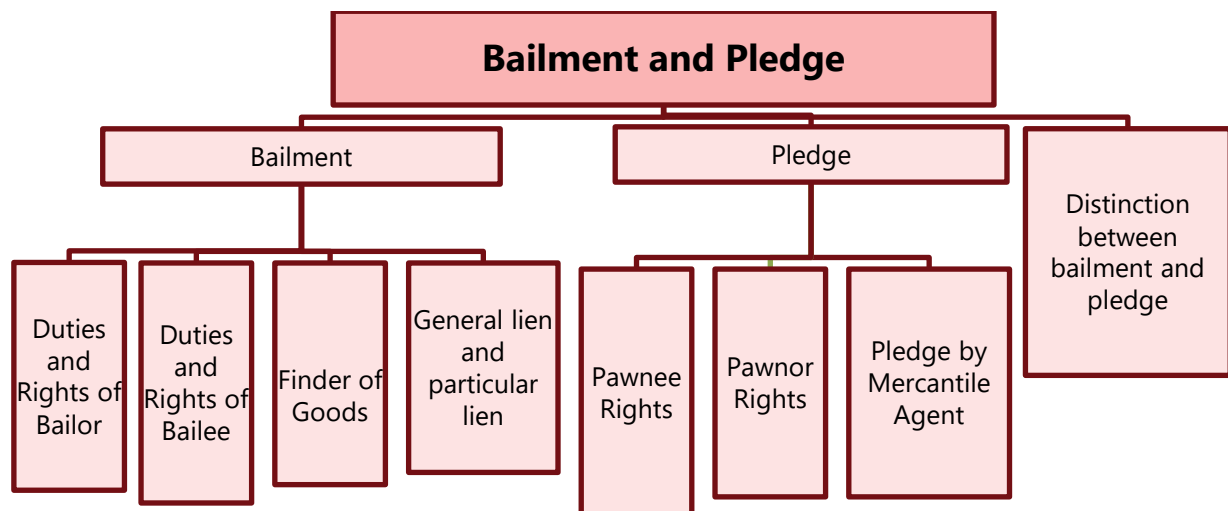 Bailment and Pledge
Bailment
Pledge
Distinction
between
bailment and
pledge
Duties
and
Rights of
Bailor
Duties
and
Rights of
Bailee
Finder of
Goods
General lien
and
particular
lien
Pawnee
Rights
Pawnor
Rights
Pledge by
Mercantile
Agent